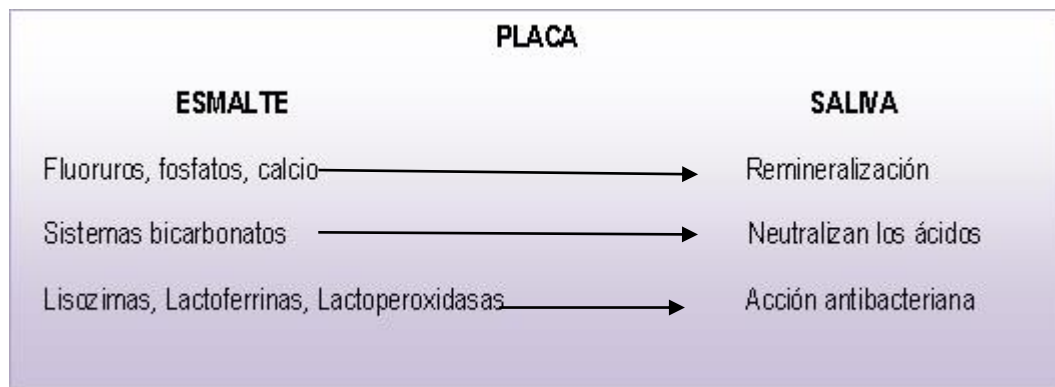 PLACA
ESMALTE SALIVA
Fluoruros, fosfatos, calcio Remineralización
Sistemas bicarbonatos Neutralizan los ácidos
Lisozimas, Lactoferrinas, Lactoperoxidasas Acción antibacteriana